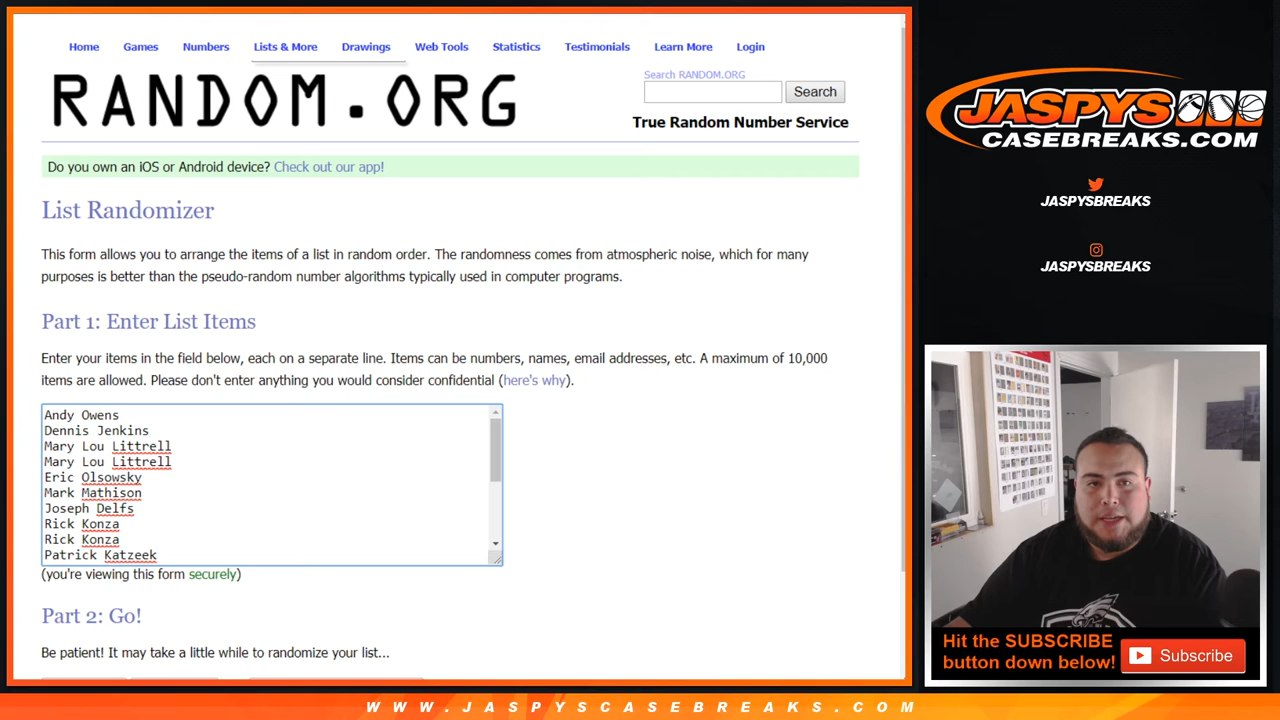 Home Games Numbers Lists & More Drawings Web Tools Statistics Testimonials Learn More Login
RANDOM.ORG
Search RANDOM.ORG
Search
True Random Number Service
Do you own an iOS or Android device? Check out our app!
List Randomizer
This form allows you to arrange the items of a list in random order. The randomness comes from atmospheric noise, which for many
purposes is better than the pseudo-random number algorithms typically used in computer programs.
Part 1: Enter List Items
Enter your items in the field below, each on a separate line. Items can be numbers, names, email addresses, etc. A maximum of 10,000
items are allowed. Please don't enter anything you would consider confidential (here's why).
Andy Owens
Dennis Jenkins
Mary Lou Littrell
Mary Lou Littrell
Eric Olsowsky
Mark Mathison
Joseph Delfs
Rick Konza
Rick Konza
Patrick Katzeek
(you're viewing this form securely)
Part 2: Go!
Be patient! It may take a little while to randomize your list...
JASPYS
CASEBREAKS.COM
JASPYSBREAKS
JASPYSBREAKS
Hit the SUBSCRIBE
button down below!
Subscribe
WWW.JASPYSCASEBREAKS.COM